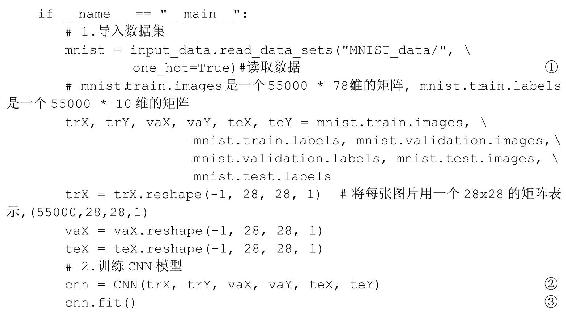 if __name__ == "__main__":
# 1.导入数据集
mnist = input_data.read_data_sets("MNIST_data/", \
one_hot=True)#读取数据 ①
# mnist.train.images是一个55000 * 78维的矩阵, mnist.train.labels
是一个55000 * 10维的矩阵
trX, trY, vaX, vaY, teX, teY = mnist.train.images, \
mnist.train.labels, mnist.validation.images,\
mnist.validation.labels, mnist.test.images, \
mnist.test.labels
trX = trX.reshape(-1, 28, 28, 1) #将每张图片用一个28x28的矩阵表
示,(55000,28,28,1)
vaX = vaX.reshape(-1, 28, 28, 1)
teX = teX.reshape(-1, 28, 28, 1)
# 2.训练CNN模型
cnn = CNN(trX, trY, vaX, vaY, teX, teY) ②
cnn.fit() ③